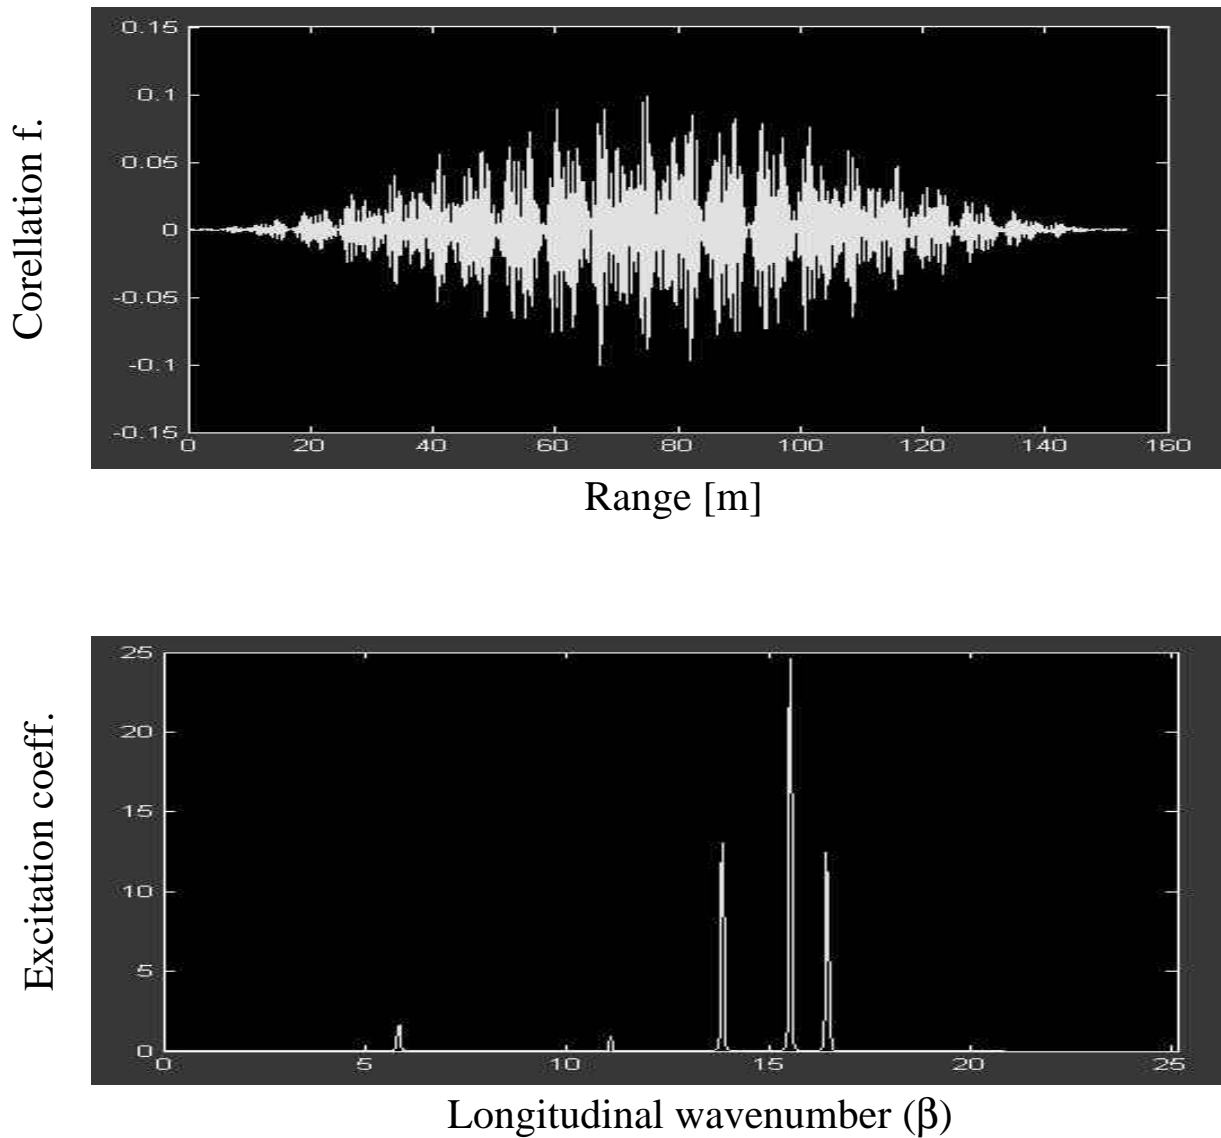 0.15
0.1
0.05
0
-0.05
-0.1
-0.15
0 20 40 60 80 100 120 140 160
Corellation f.
Range [m]
25
20
15
10
5
0
0 5 10 15 20 25
Excitation coeff.
Longitudinal wavenumber (β)